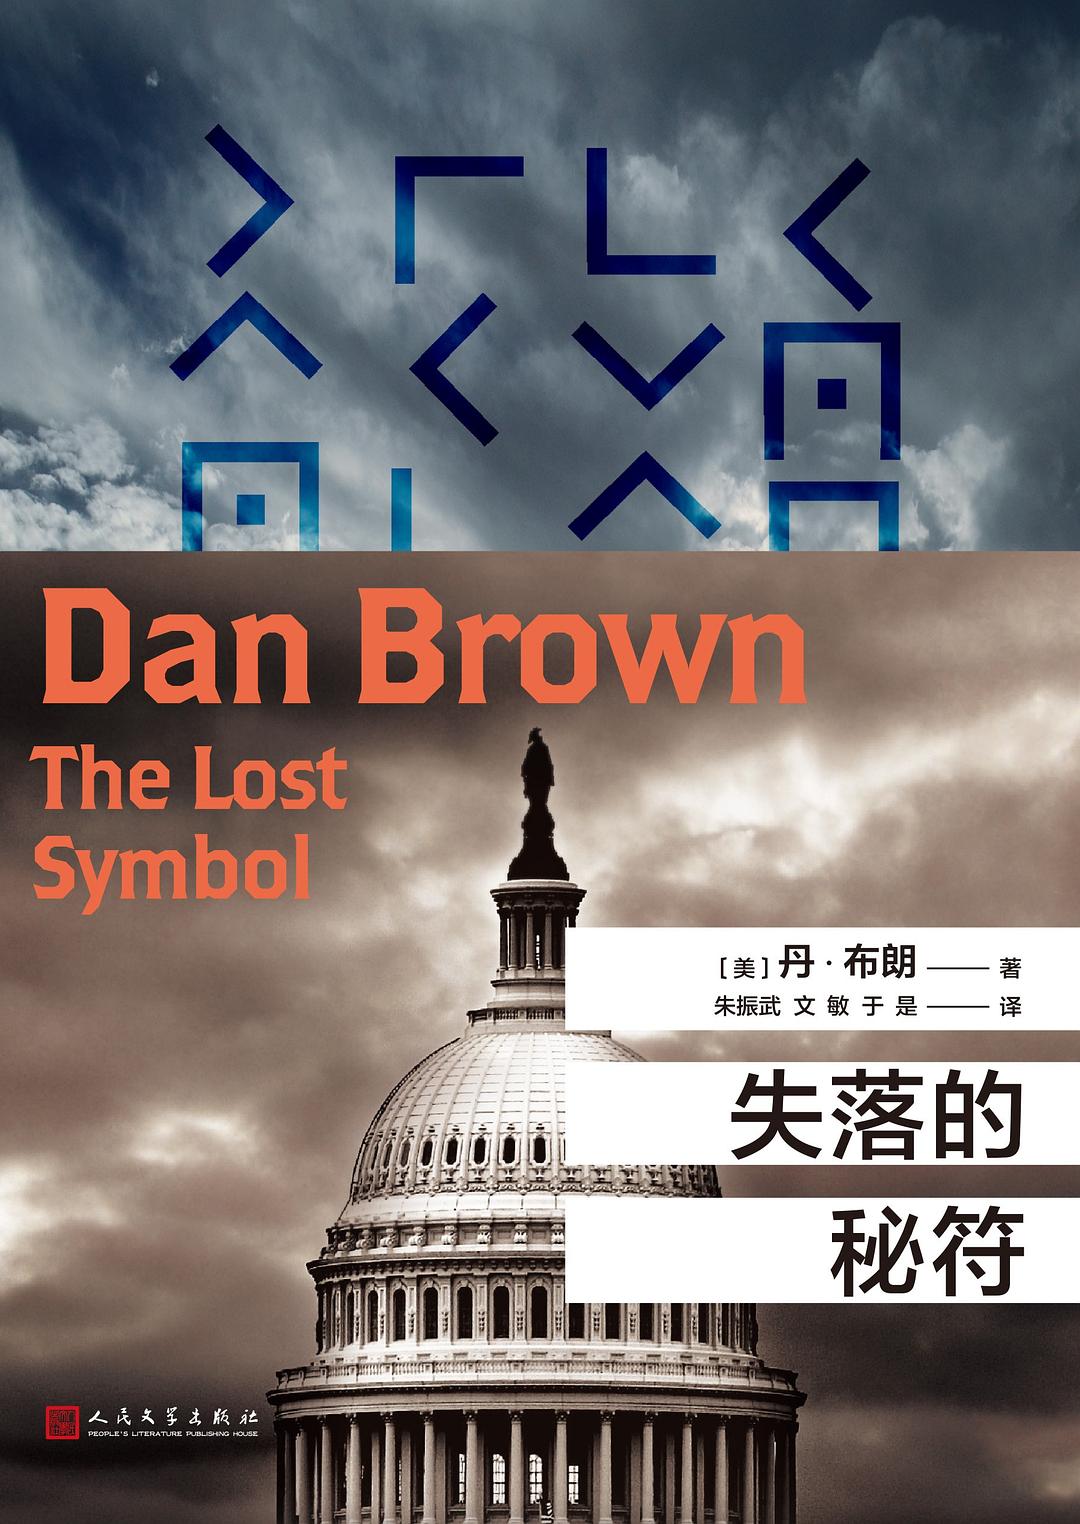 Dan Brown
The Lost
Symbol
[美]丹·布朗 —— 著
朱振武 文敏 于是 —— 译
失落的
秘符
人民文学出版社
PEOPLE'S LITERATURE PUBLISHING HOUSE